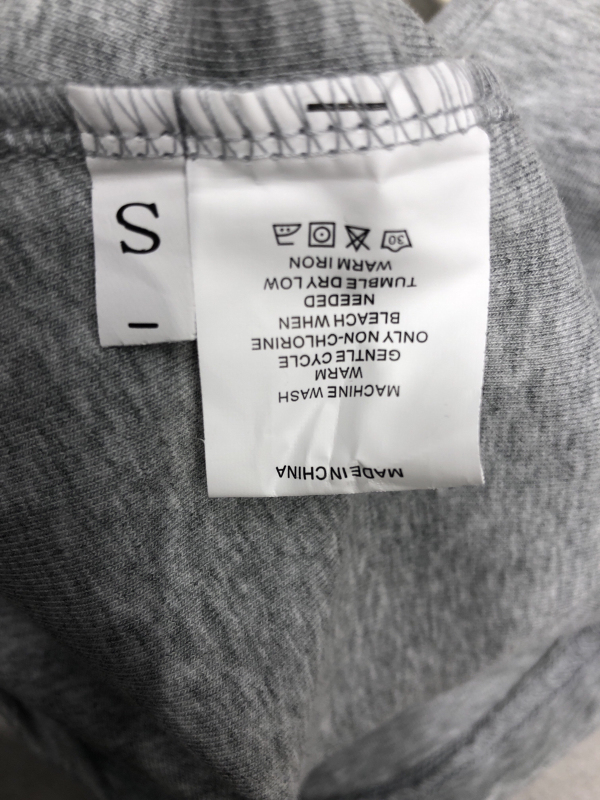 S
MADE IN CHINA
MACHINE WASH
WARM
GENTLE CYCLE
ONLY NON-CHLORINE
BLEACH WHEN
NEEDED
TUMBLE DRY LOW
WARM IRON
30